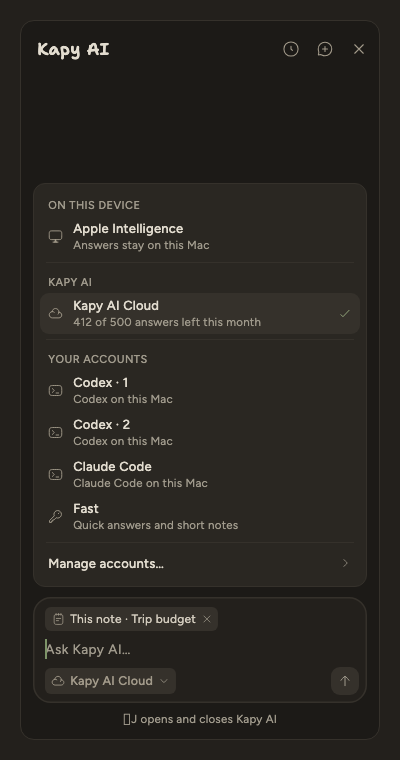 Kapy AI
ON THIS DEVICE
Apple Intelligence
Answers stay on this Mac
KAPY AI
Kapy AI Cloud
412 of 500 answers left this month
YOUR ACCOUNTS
Codex · 1
Codex on this Mac
Codex · 2
Codex on this Mac
Claude Code
Claude Code on this Mac
Fast
Quick answers and short notes
Manage accounts...
This note · Trip budget
Ask Kapy AI...
Kapy AI Cloud
▯J opens and closes Kapy AI